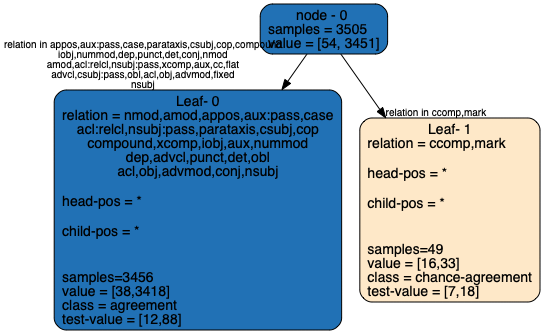 node - 0
samples = 3505
value = [54, 3451]
relation in appos,aux:pass,case,parataxis,csubj,cop,compound
iobj,nummod,dep,punct,det,conj,nmod
amod,acl:relcl,nsubj:pass,xcomp,aux,cc,flat
advcl,csubj:pass,obl,acl,obj,advmod,fixed
nsubj
relation in ccomp,mark
Leaf- 0
relation = nmod,amod,appos,aux:pass,case
acl:relcl,nsubj:pass,parataxis,csubj,cop
compound,xcomp,iobj,aux,nummod
dep,advcl,punct,det,obl
acl,obj,advmod,conj,nsubj
head-pos = *
child-pos = *
samples=3456
value = [38,3418]
class = agreement
test-value = [12,88]
Leaf- 1
relation = ccomp,mark
head-pos = *
child-pos = *
samples=49
value = [16,33]
class = chance-agreement
test-value = [7,18]